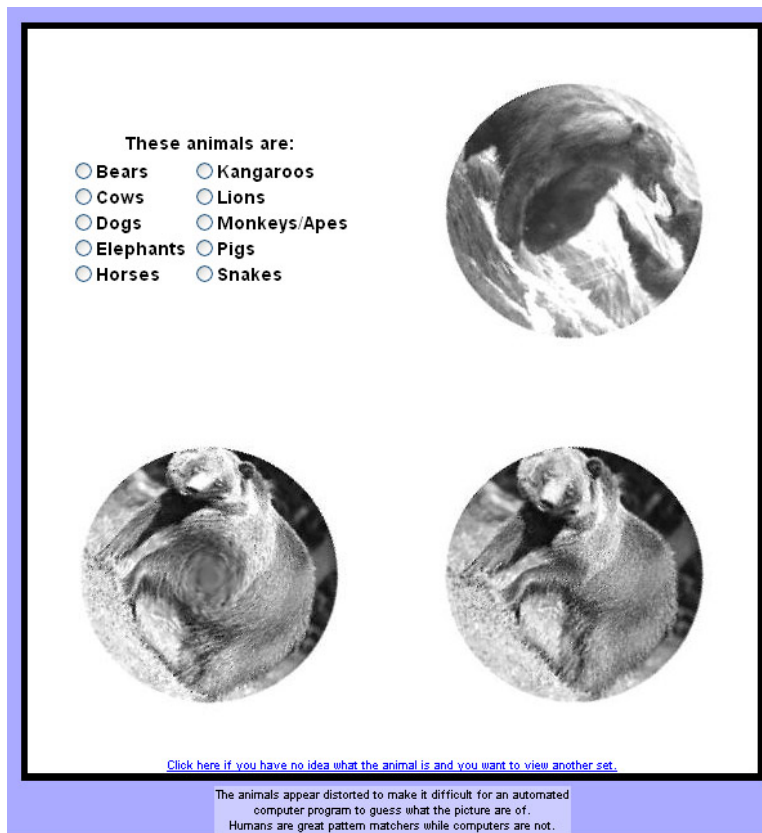 These animals are:
Bears Kangaroos
Cows Lions
Dogs Monkeys/Apes
Elephants Pigs
Horses Snakes
Click here if you have no idea what the animal is and you want to view another set.
The animals appear distorted to make it difficult for an automated
computer program to guess what the picture are of.
Humans are great pattern matchers while computers are not.